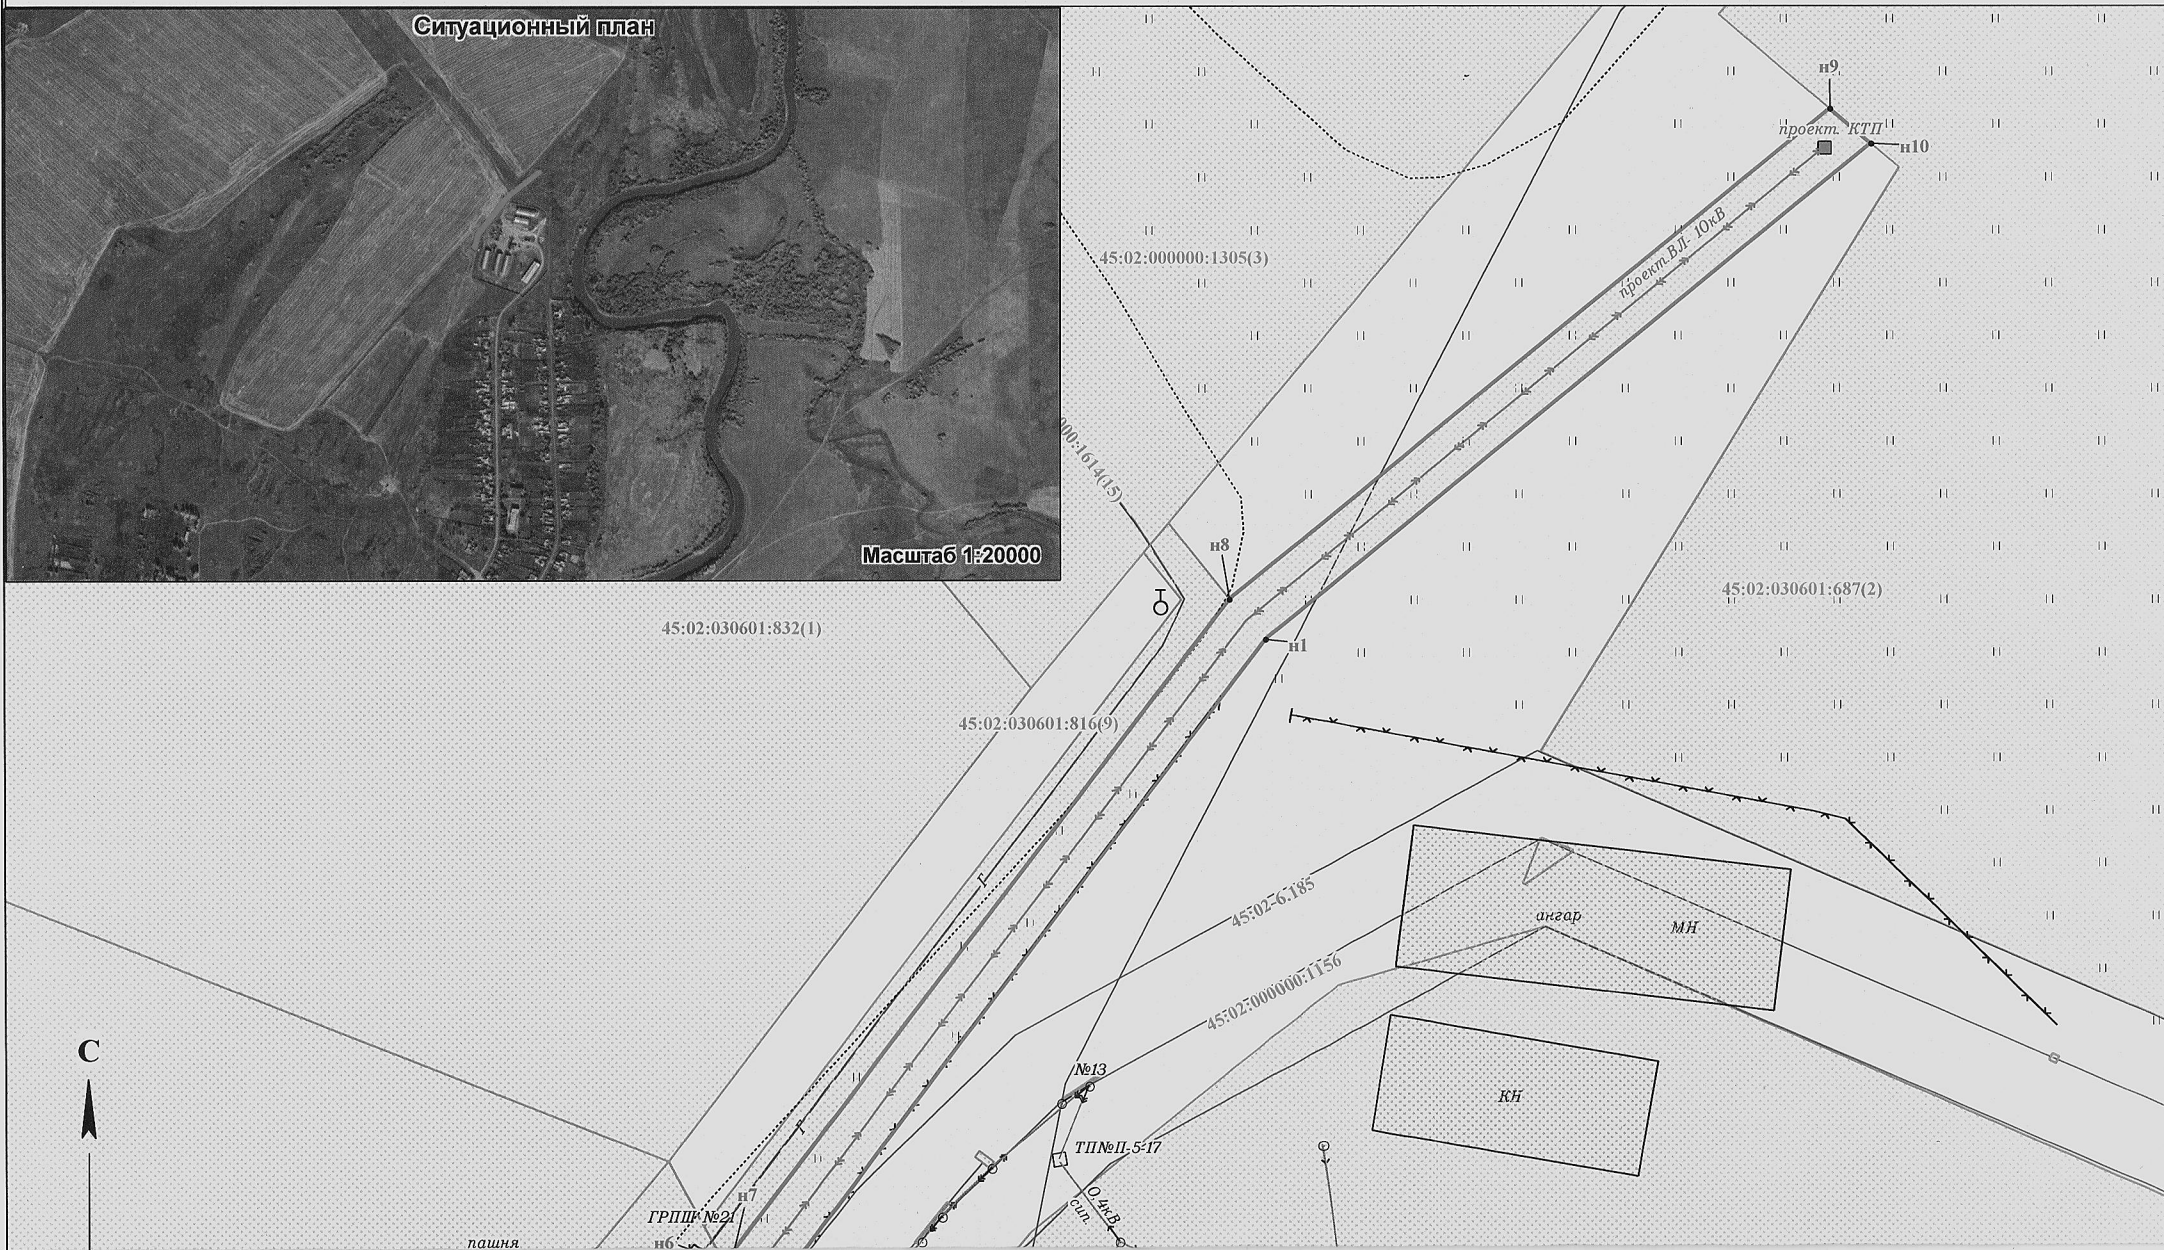 Ситуационный план
Масштаб 1:20000
н9
проект. КТП
н10
проект.ВЛ- 10кВ
45:02:000000:1305(3)
000:1614(15)
н8
45:02:030601:687(2)
45:02:030601:832(1)
н1
45:02:030601:816(9)
Г
45:02-6.185
ангар
МН
45:02:000000:1156
С
№13
КН
Г
ТП№П-5-17
0,4кВ
сип.
н7
ГРПШ №21
н6
пашня